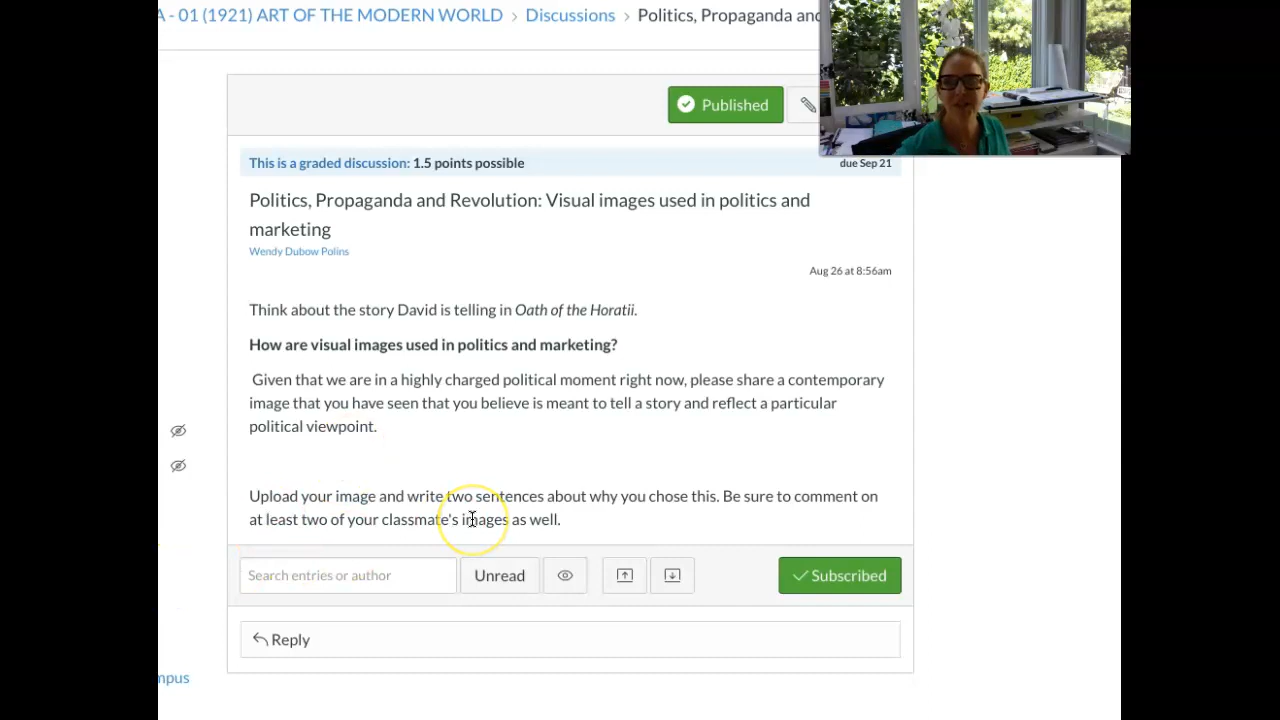 A - 01 (1921) ART OF THE MODERN WORLD > Discussions > Politics, Propaganda and
Published
This is a graded discussion: 1.5 points possible
due Sep 21
Politics, Propaganda and Revolution: Visual images used in politics and
marketing
Wendy Dubow Polins
Aug 26 at 8:56am
Think about the story David is telling in Oath of the Horatii.
How are visual images used in politics and marketing?
Given that we are in a highly charged political moment right now, please share a contemporary
image that you have seen that you believe is meant to tell a story and reflect a particular
political viewpoint.
Upload your image and write two sentences about why you chose this. Be sure to comment on
at least two of your classmate's images as well.
Search entries or author
Unread
Subscribed
Reply
mpus